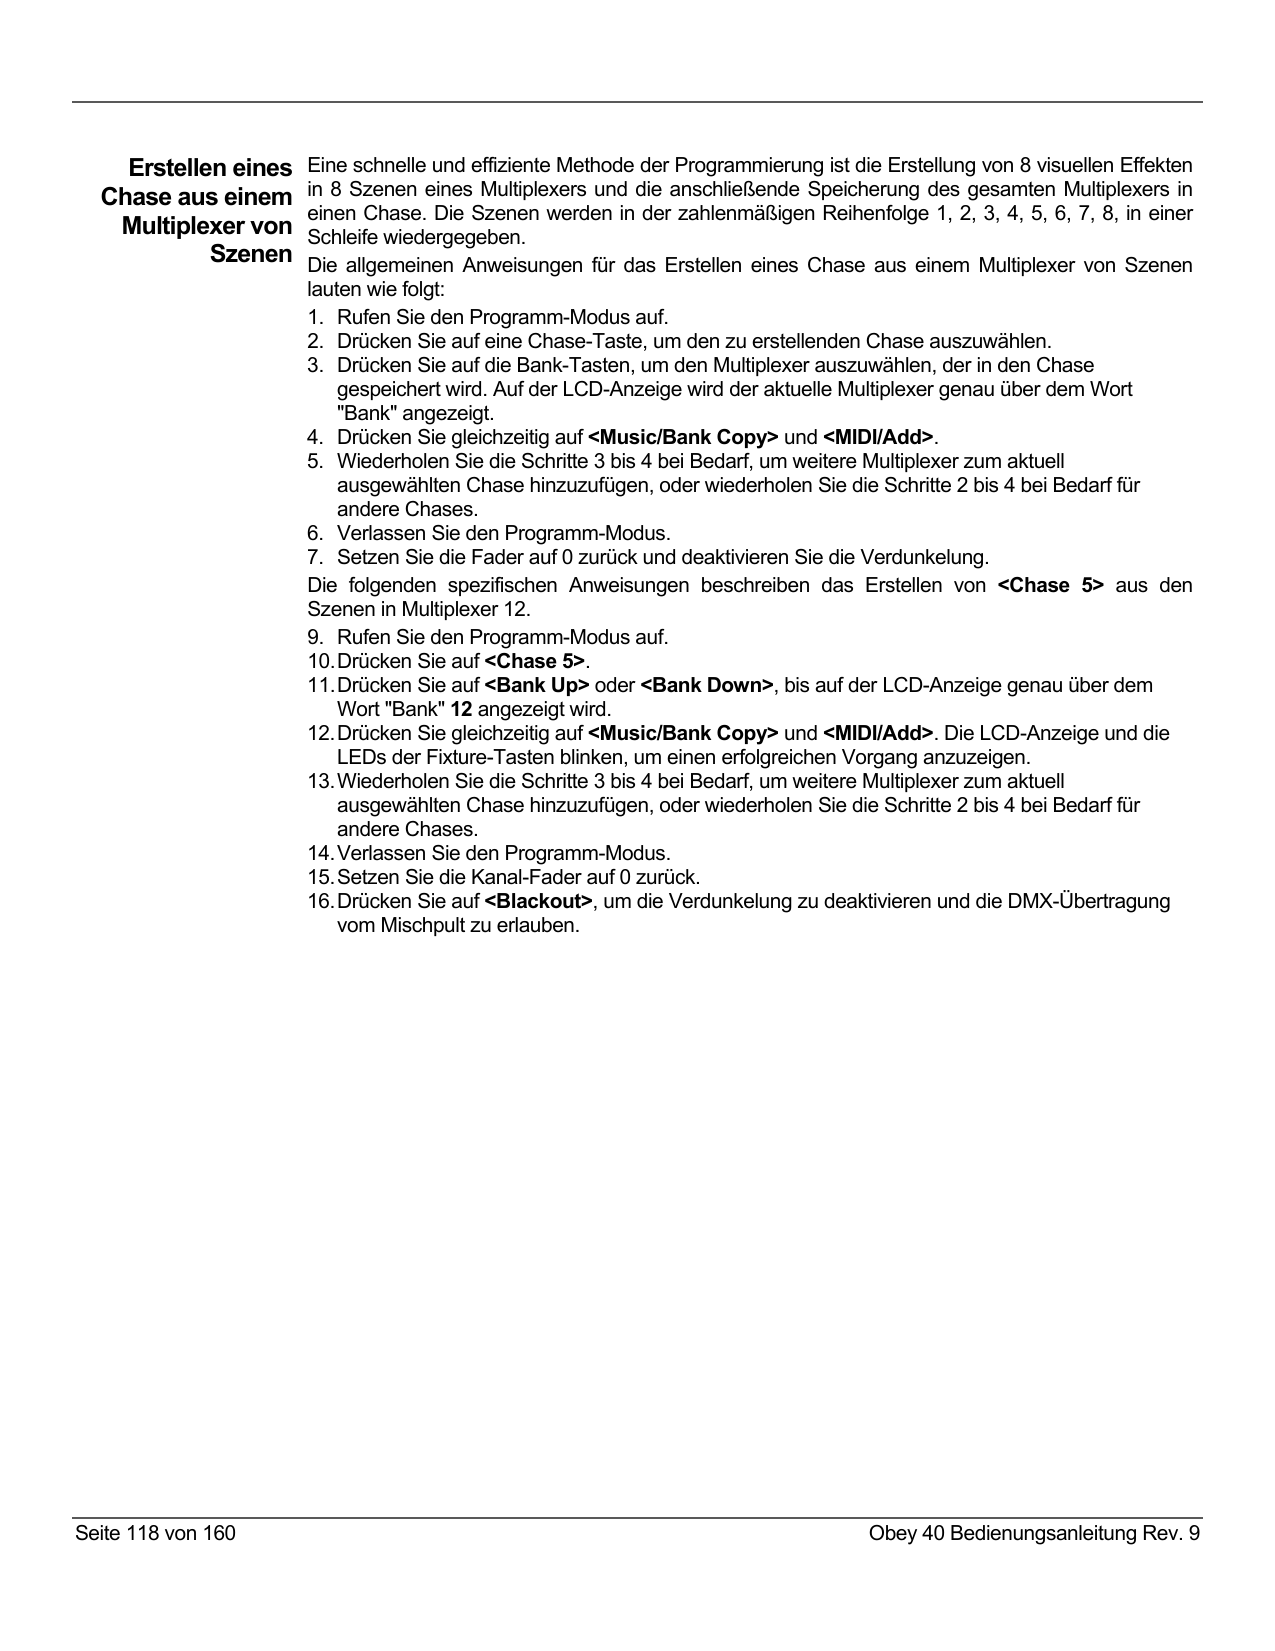 Erstellen eines
Chase aus einem
Multiplexer von
Szenen
Eine schnelle und effiziente Methode der Programmierung ist die Erstellung von 8 visuellen Effekten
in 8 Szenen eines Multiplexers und die anschließende Speicherung des gesamten Multiplexers in
einen Chase. Die Szenen werden in der zahlenmäßigen Reihenfolge 1, 2, 3, 4, 5, 6, 7, 8, in einer
Schleife wiedergegeben.
Die allgemeinen Anweisungen für das Erstellen eines Chase aus einem Multiplexer von Szenen
lauten wie folgt:
1. Rufen Sie den Programm-Modus auf.
2. Drücken Sie auf eine Chase-Taste, um den zu erstellenden Chase auszuwählen.
3. Drücken Sie auf die Bank-Tasten, um den Multiplexer auszuwählen, der in den Chase
gespeichert wird. Auf der LCD-Anzeige wird der aktuelle Multiplexer genau über dem Wort
"Bank" angezeigt.
4. Drücken Sie gleichzeitig auf <Music/Bank Copy> und <MIDI/Add>.
5. Wiederholen Sie die Schritte 3 bis 4 bei Bedarf, um weitere Multiplexer zum aktuell
ausgewählten Chase hinzuzufügen, oder wiederholen Sie die Schritte 2 bis 4 bei Bedarf für
andere Chases.
6. Verlassen Sie den Programm-Modus.
7. Setzen Sie die Fader auf 0 zurück und deaktivieren Sie die Verdunkelung.
Die folgenden spezifischen Anweisungen beschreiben das Erstellen von <Chase 5> aus den
Szenen in Multiplexer 12.
9. Rufen Sie den Programm-Modus auf.
10. Drücken Sie auf <Chase 5>.
11. Drücken Sie auf <Bank Up> oder <Bank Down>, bis auf der LCD-Anzeige genau über dem
Wort "Bank" 12 angezeigt wird.
12. Drücken Sie gleichzeitig auf <Music/Bank Copy> und <MIDI/Add>. Die LCD-Anzeige und die
LEDs der Fixture-Tasten blinken, um einen erfolgreichen Vorgang anzuzeigen.
13. Wiederholen Sie die Schritte 3 bis 4 bei Bedarf, um weitere Multiplexer zum aktuell
ausgewählten Chase hinzuzufügen, oder wiederholen Sie die Schritte 2 bis 4 bei Bedarf für
andere Chases.
14. Verlassen Sie den Programm-Modus.
15. Setzen Sie die Kanal-Fader auf 0 zurück.
16. Drücken Sie auf <Blackout>, um die Verdunkelung zu deaktivieren und die DMX-Übertragung
vom Mischpult zu erlauben.
Seite 118 von 160
Obey 40 Bedienungsanleitung Rev. 9